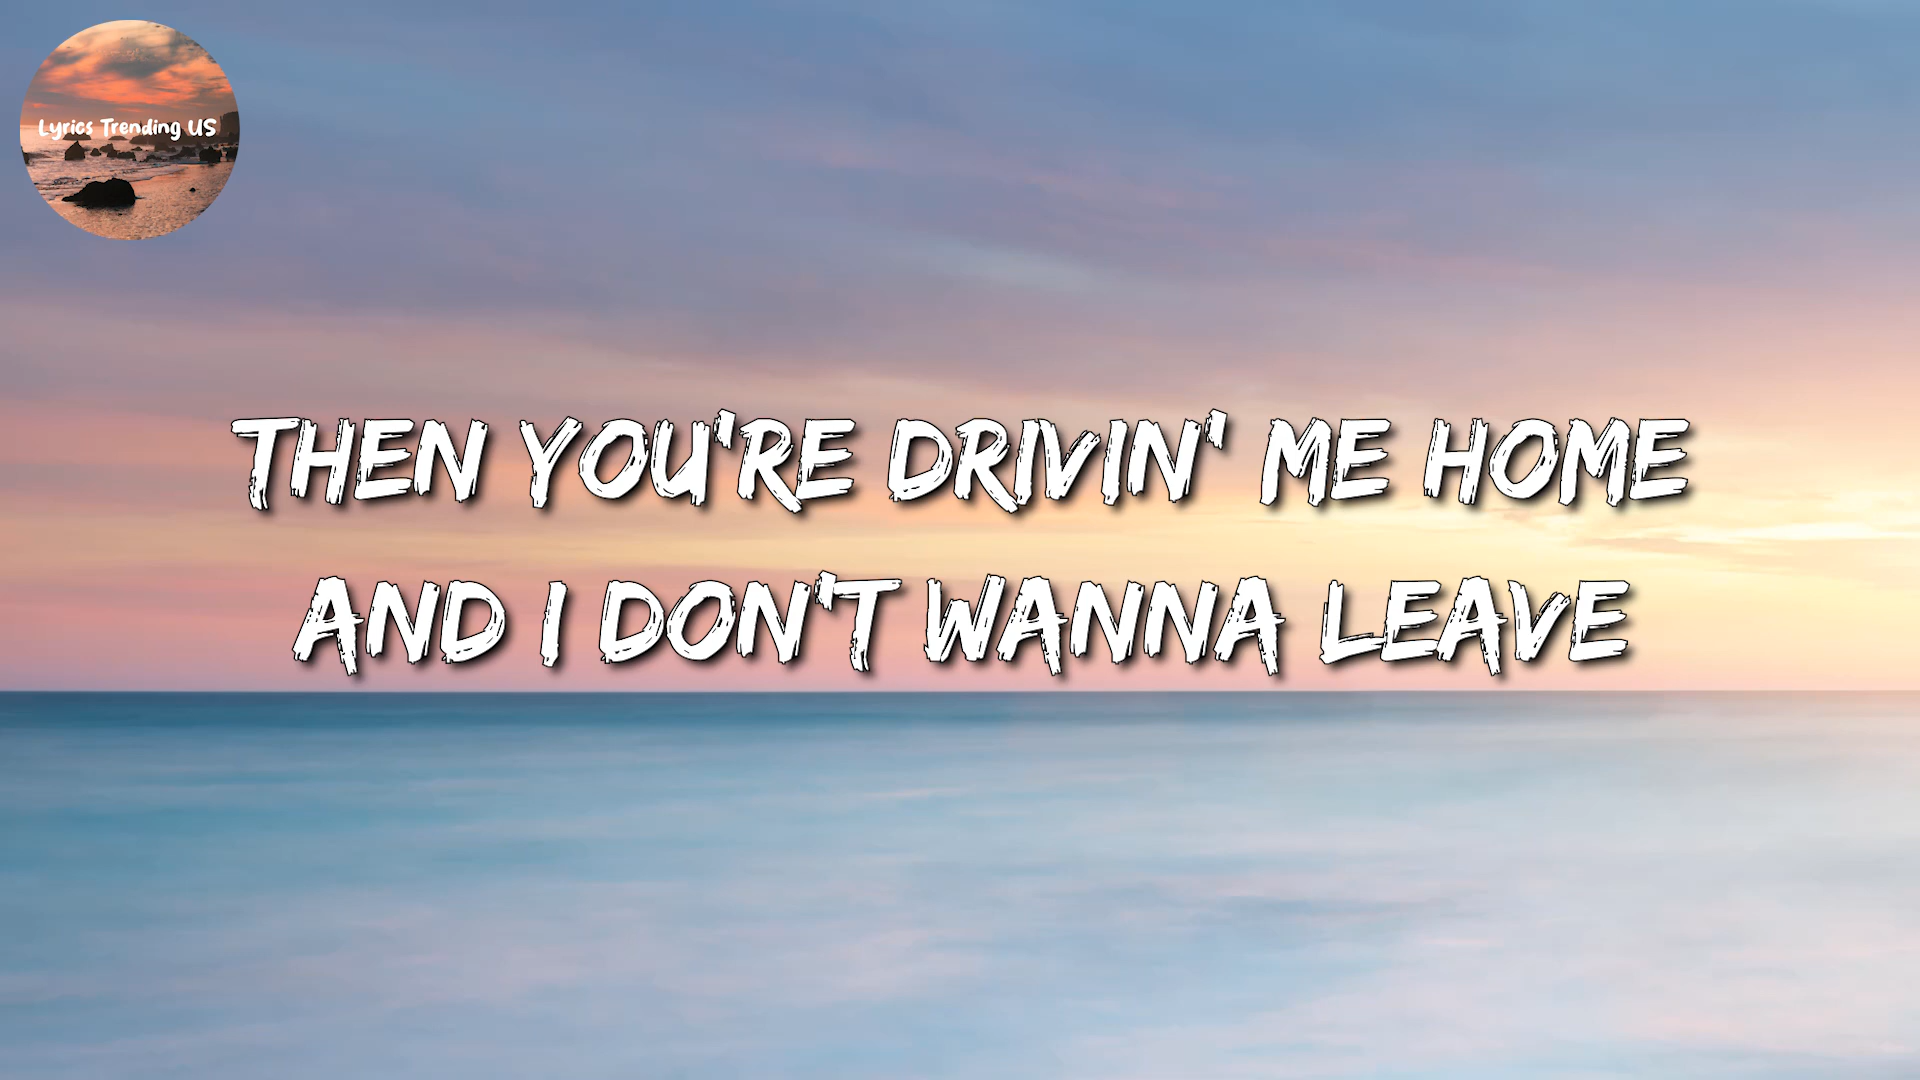 Lyrics Trending US
THEN YOU'RE DRIVIN' ME HOME
AND I DON'T WANNA LEAVE